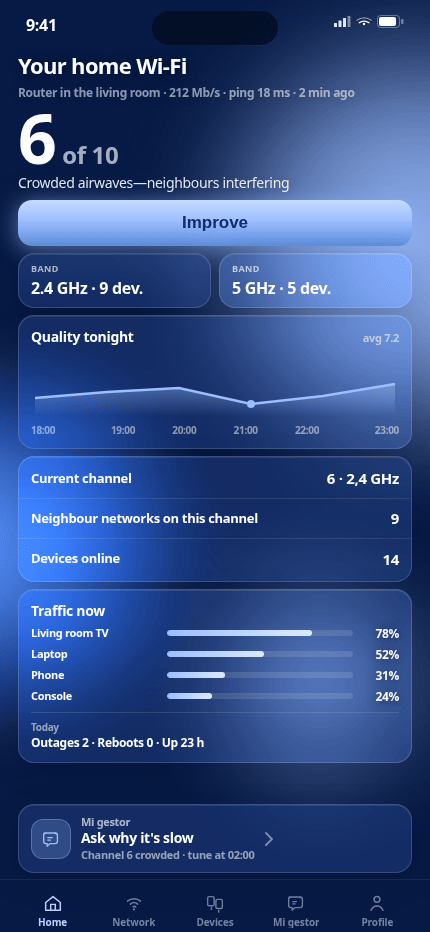 9:41
Your home Wi-Fi
Router in the living room · 212 Mb/s · ping 18 ms · 2 min ago
6 of 10
Crowded airwaves—neighbours interfering
Improve
BAND
2.4 GHz · 9 dev.
BAND
5 GHz · 5 dev.
Quality tonight
avg 7.2
18:00 19:00 20:00 21:00 22:00 23:00
Current channel 6 · 2,4 GHz
Neighbour networks on this channel 9
Devices online 14
Traffic now
Living room TV 78%
Laptop 52%
Phone 31%
Console 24%
Today
Outages 2 · Reboots 0 · Up 23 h
Mi gestor
Ask why it's slow
Channel 6 crowded · tune at 02:00
Home Network Devices Mi gestor Profile